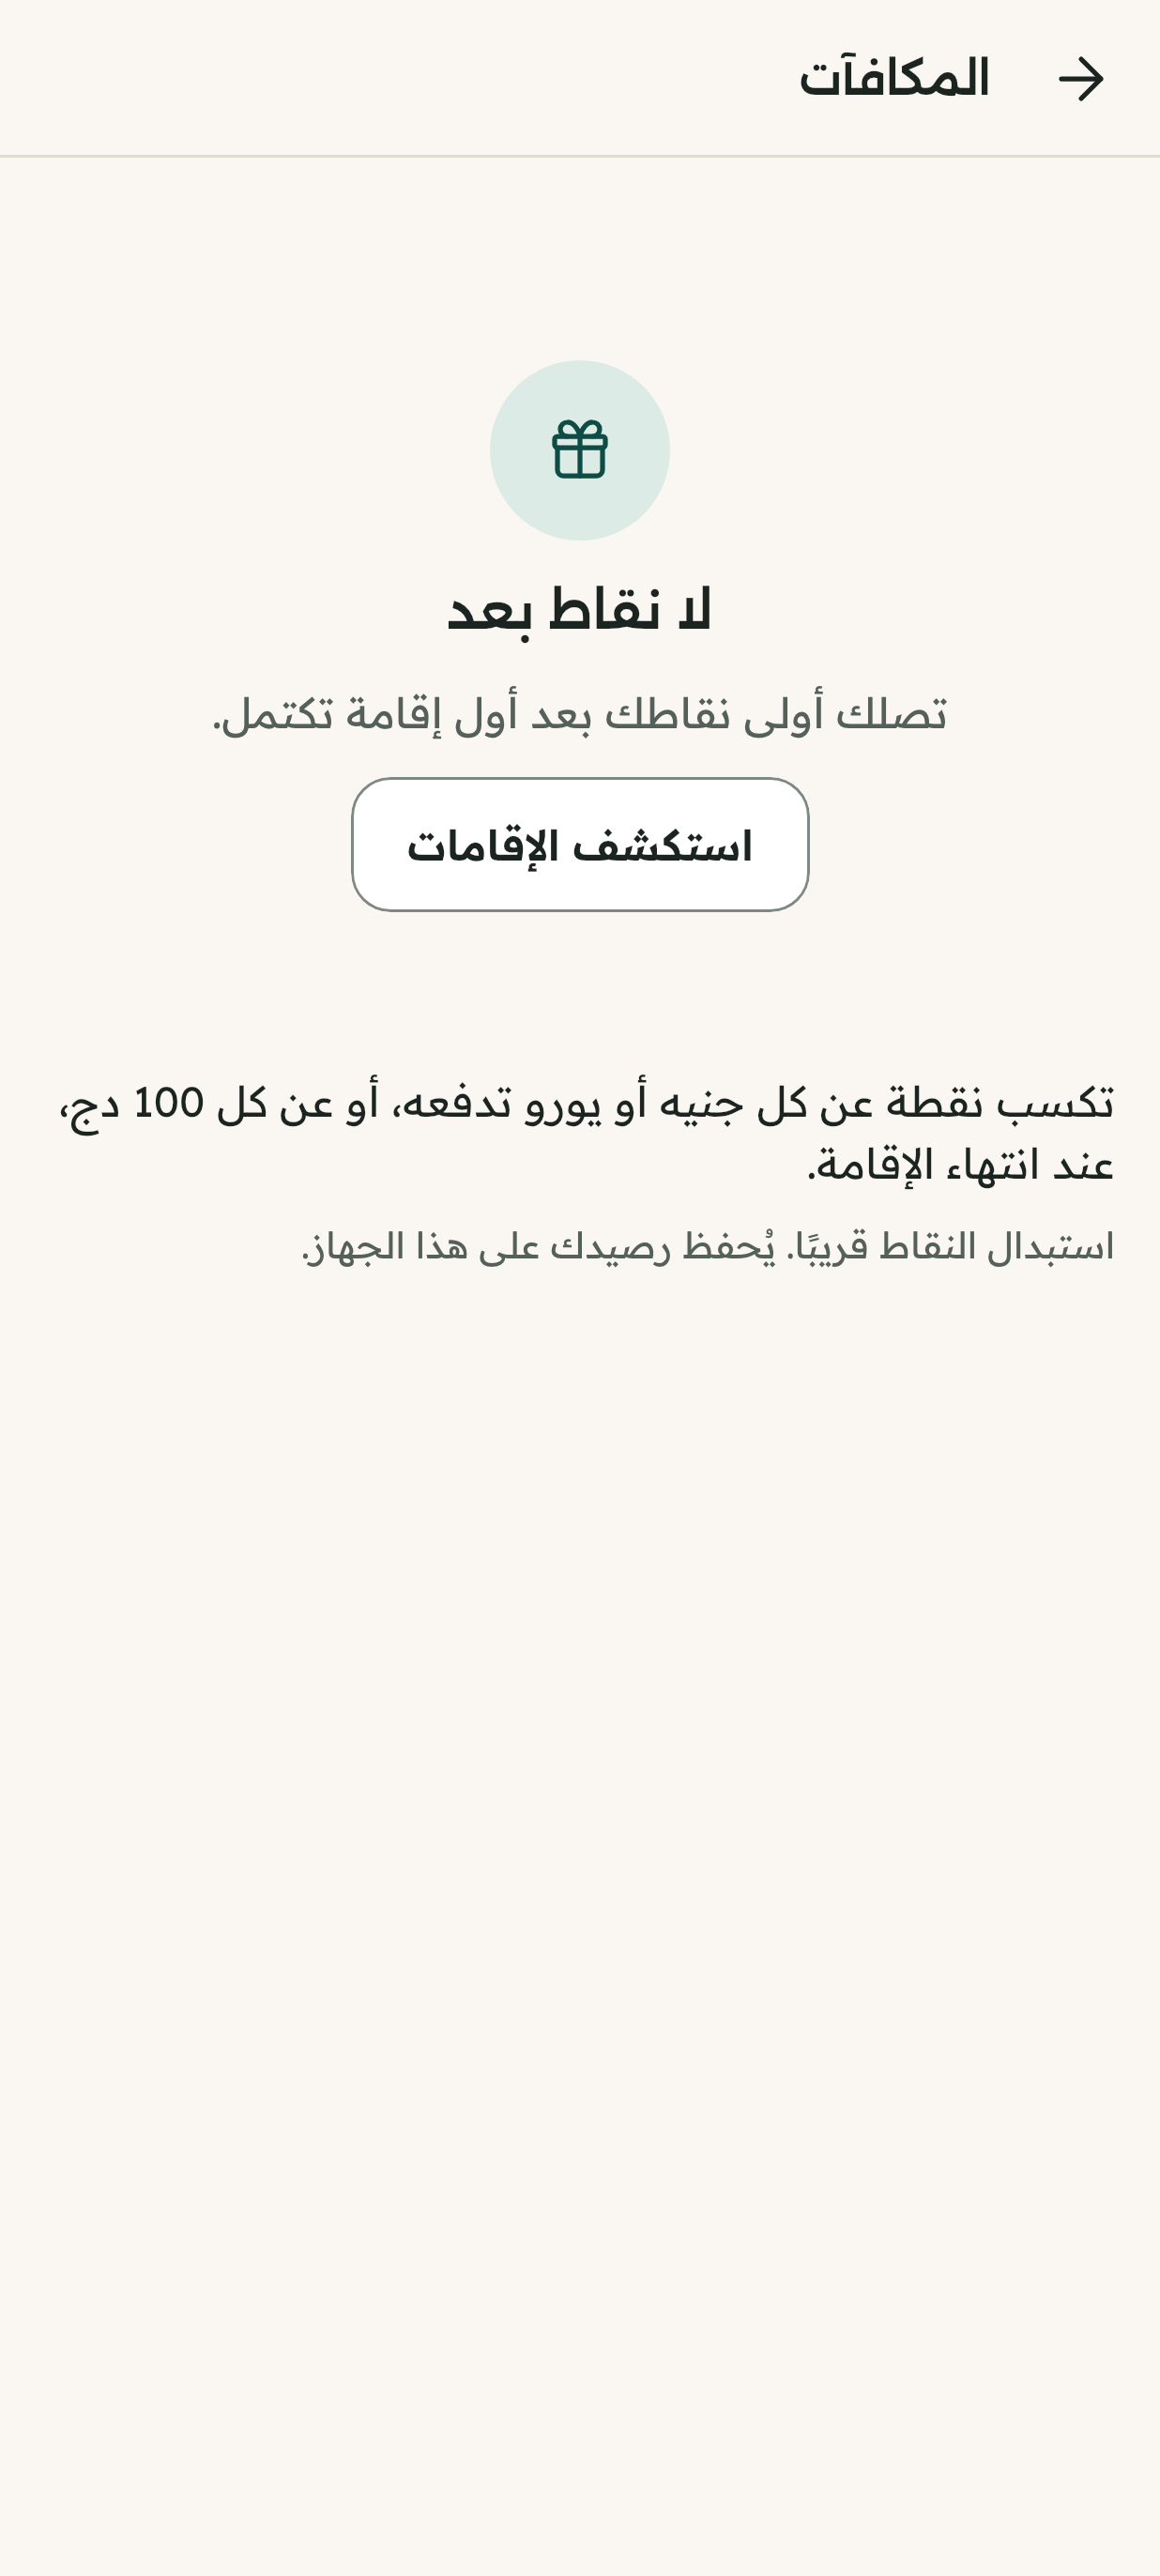 المكافآت
لا نقاط بعد
تصلك أولى نقاطك بعد أول إقامة تكتمل.
استكشف الإقامات
تكسب نقطة عن كل جنيه أو يورو تدفعه، أو عن كل 100 دج،
عند انتهاء الإقامة.
استبدال النقاط قريبًا. يُحفظ رصيدك على هذا الجهاز.